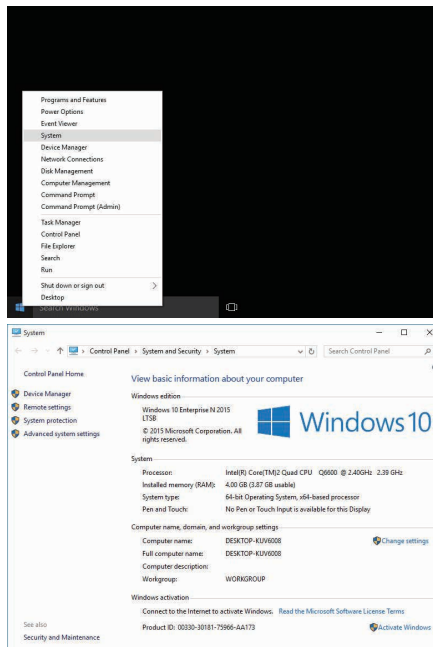 Programs and Features
Power Options
Event Viewer
System
Device Manager
Network Connections
Disk Management
Computer Management
Command Prompt
Command Prompt (Admin)
Task Manager
Control Panel
File Explorer
Search
Run
Shut down or sign out
Desktop
Search Windows
System
Control Panel › System and Security › System
Search Control Panel
Control Panel Home
Device Manager
Remote settings
System protection
Advanced system settings
View basic information about your computer
Windows edition
Windows 10 Enterprise N 2015
LTSB
© 2015 Microsoft Corporation. All
rights reserved.
Windows 10
System
Processor: Intel(R) Core(TM)2 Quad CPU Q6600 @ 2.40GHz 2.39 GHz
Installed memory (RAM): 4.00 GB (3.87 GB usable)
System type: 64-bit Operating System, x64-based processor
Pen and Touch: No Pen or Touch Input is available for this Display
Computer name, domain, and workgroup settings
Computer name: DESKTOP-KUV6008
Change settings
Full computer name: DESKTOP-KUV6008
Computer description:
Workgroup: WORKGROUP
Windows activation
Connect to the Internet to activate Windows. Read the Microsoft Software License Terms
Product ID: 00330-30181-75966-AA173
Activate Windows
See also
Security and Maintenance